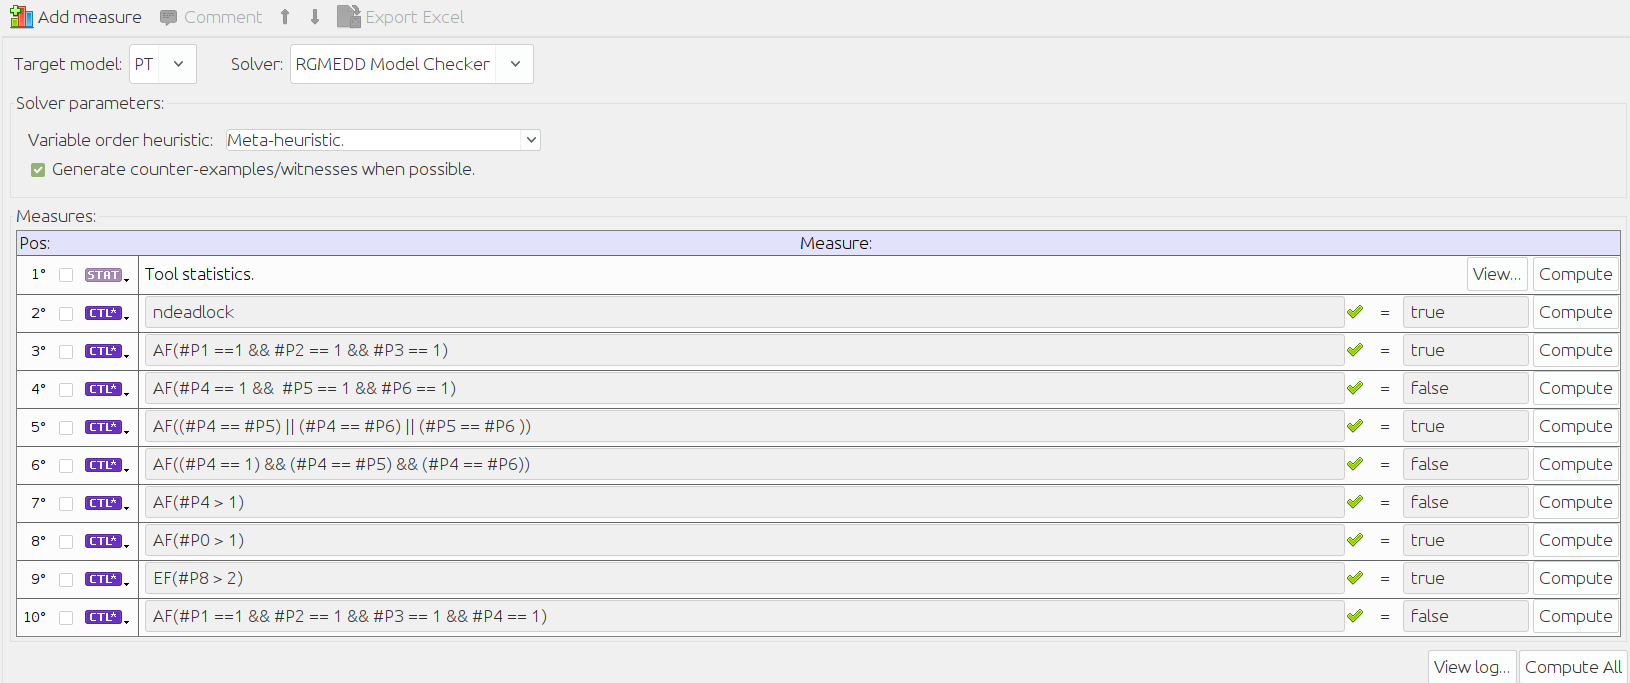 Add measure Comment Export Excel
Target model: PT Solver: RGMEDD Model Checker
Solver parameters:
Variable order heuristic: Meta-heuristic.
Generate counter-examples/witnesses when possible.
Measures:
Pos: Measure:
1° STAT Tool statistics. View... Compute
2° CTL* ndeadlock = true Compute
3° CTL* AF(#P1 ==1 && #P2 == 1 && #P3 == 1) = true Compute
4° CTL* AF(#P4 == 1 &&  #P5 == 1 && #P6 == 1) = false Compute
5° CTL* AF((#P4 == #P5) || (#P4 == #P6) || (#P5 == #P6 )) = true Compute
6° CTL* AF((#P4 == 1) && (#P4 == #P5) && (#P4 == #P6)) = false Compute
7° CTL* AF(#P4 > 1) = false Compute
8° CTL* AF(#P0 > 1) = true Compute
9° CTL* EF(#P8 > 2) = true Compute
10° CTL* AF(#P1 ==1 && #P2 == 1 && #P3 == 1 && #P4 == 1) = false Compute
View log... Compute All